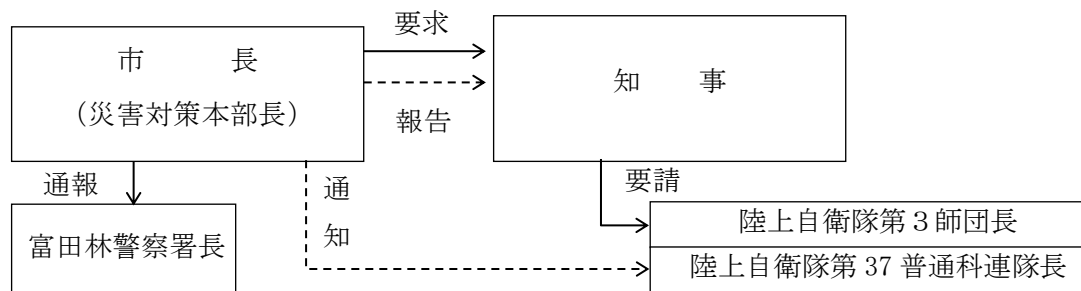 要求
市　　　長
（災害対策本部長）
知　　事
報告
通報
通
知
要請
富田林警察署長
陸上自衛隊第３師団長
陸上自衛隊第 37 普通科連隊長